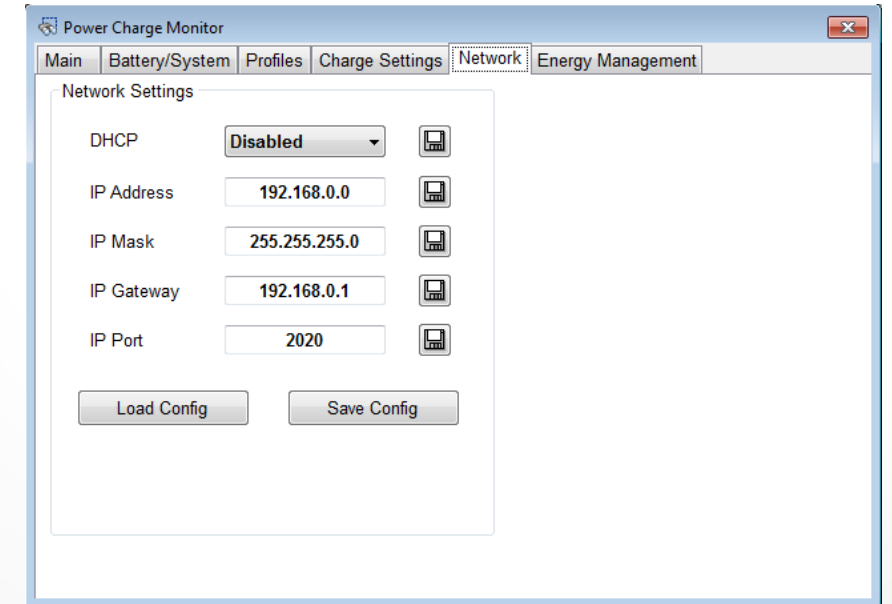 Power Charge Monitor
Main Battery/System Profiles Charge Settings Network Energy Management
Network Settings
DHCP Disabled
IP Address 192.168.0.0
IP Mask 255.255.255.0
IP Gateway 192.168.0.1
IP Port 2020
Load Config Save Config